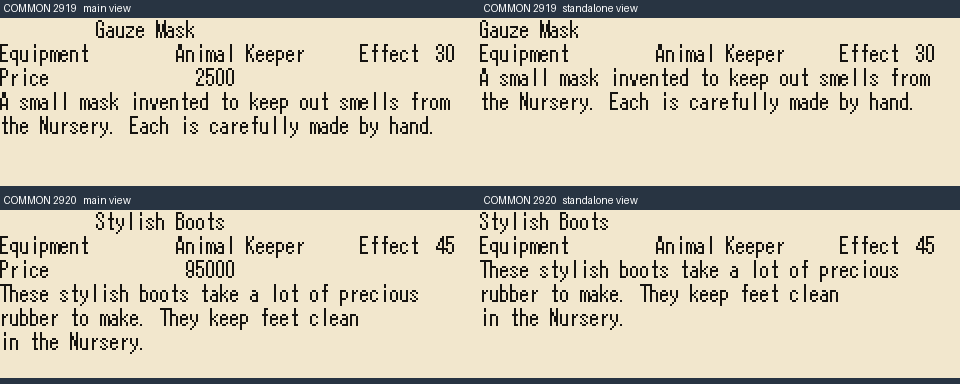 COMMON 2919 main view
Gauze Mask
Equipment Animal Keeper Effect 30
Price 2500
A small mask invented to keep out smells from
the Nursery. Each is carefully made by hand.
COMMON 2919 standalone view
Gauze Mask
Equipment Animal Keeper Effect 30
A small mask invented to keep out smells from
the Nursery. Each is carefully made by hand.
COMMON 2920 main view
Stylish Boots
Equipment Animal Keeper Effect 45
Price 95000
These stylish boots take a lot of precious
rubber to make. They keep feet clean
in the Nursery.
COMMON 2920 standalone view
Stylish Boots
Equipment Animal Keeper Effect 45
These stylish boots take a lot of precious
rubber to make. They keep feet clean
in the Nursery.